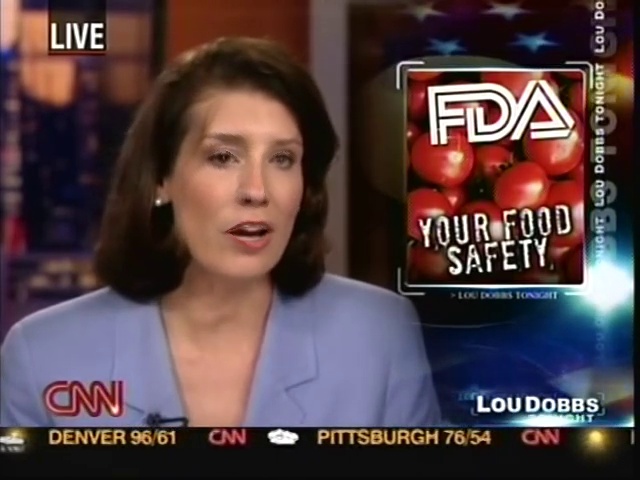 LIVE
FDA
YOUR FOOD
SAFETY
> LOU DOBBS TONIGHT
LOU DOBBS TONIGHT
CNN
LOU DOBBS
TONIGHT
DENVER 96/61 CNN PITTSBURGH 76/54 CNN